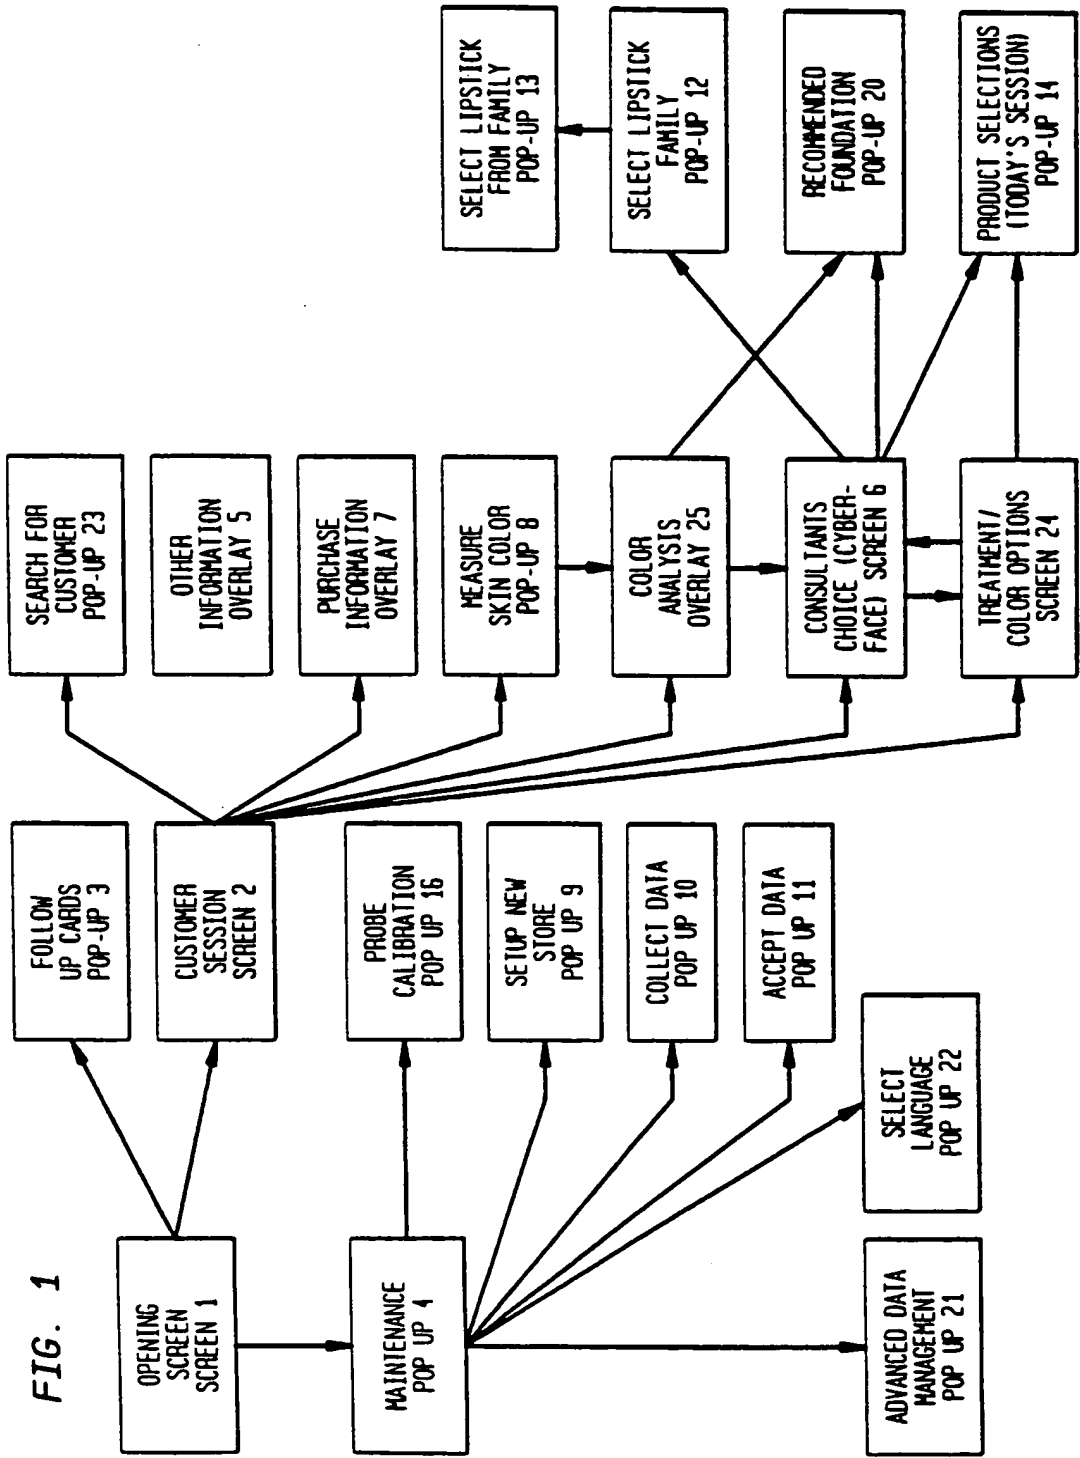 FIG. 1
OPENING
SCREEN
SCREEN 1
MAINTENANCE
POP UP 4
ADVANCED DATA
MANAGEMENT
POP UP 21
FOLLOW
UP CARDS
POP-UP 3
CUSTOMER
SESSION
SCREEN 2
PROBE
CALIBRATION
POP UP 16
SETUP NEW
STORE
POP UP 9
COLLECT DATA
POP UP 10
ACCEPT DATA
POP UP 11
SELECT
LANGUAGE
POP UP 22
SEARCH FOR
CUSTOMER
POP-UP 23
OTHER
INFORMATION
OVERLAY 5
PURCHASE
INFORMATION
OVERLAY 7
MEASURE
SKIN COLOR
POP-UP 8
COLOR
ANALYSIS
OVERLAY 25
CONSULTANTS
CHOICE (CYBER-
FACE) SCREEN 6
TREATMENT/
COLOR OPTIONS
SCREEN 24
SELECT LIPSTICK
FROM FAMILY
POP-UP 13
SELECT LIPSTICK
FAMILY
POP-UP 12
RECOMMENDED
FOUNDATION
POP-UP 20
PRODUCT SELECTIONS
(TODAY'S SESSION)
POP-UP 14